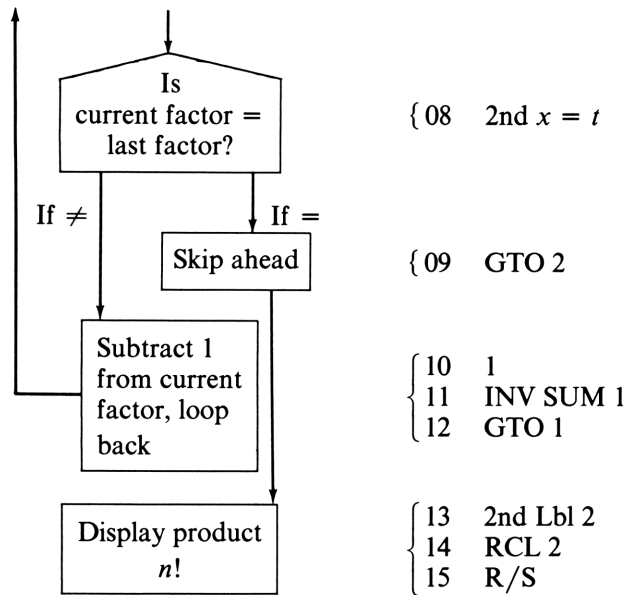 Is
current factor =
last factor?
{ 08 2nd x = t
If ≠
If =
Skip ahead
{ 09 GTO 2
Subtract 1
from current
factor, loop
back
10 1
11 INV SUM 1
12 GTO 1
Display product
n!
13 2nd Lbl 2
14 RCL 2
15 R/S